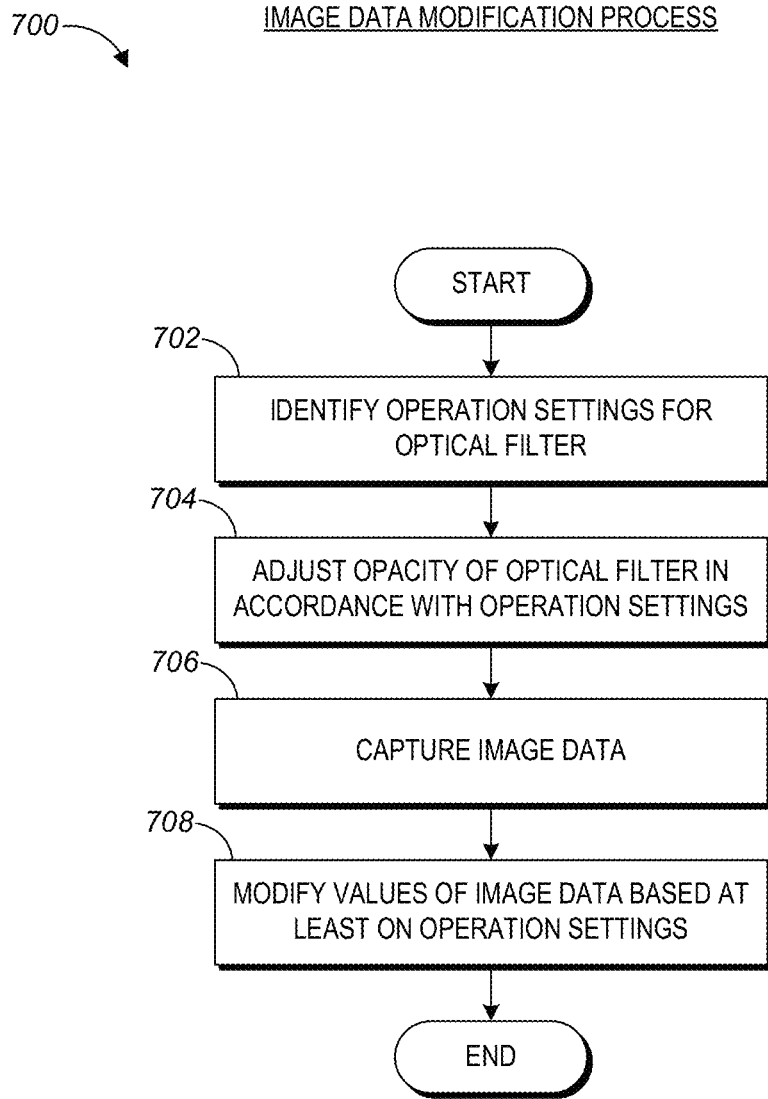 700
IMAGE DATA MODIFICATION PROCESS
START
702
IDENTIFY OPERATION SETTINGS FOR
OPTICAL FILTER
704
ADJUST OPACITY OF OPTICAL FILTER IN
ACCORDANCE WITH OPERATION SETTINGS
706
CAPTURE IMAGE DATA
708
MODIFY VALUES OF IMAGE DATA BASED AT
LEAST ON OPERATION SETTINGS
END